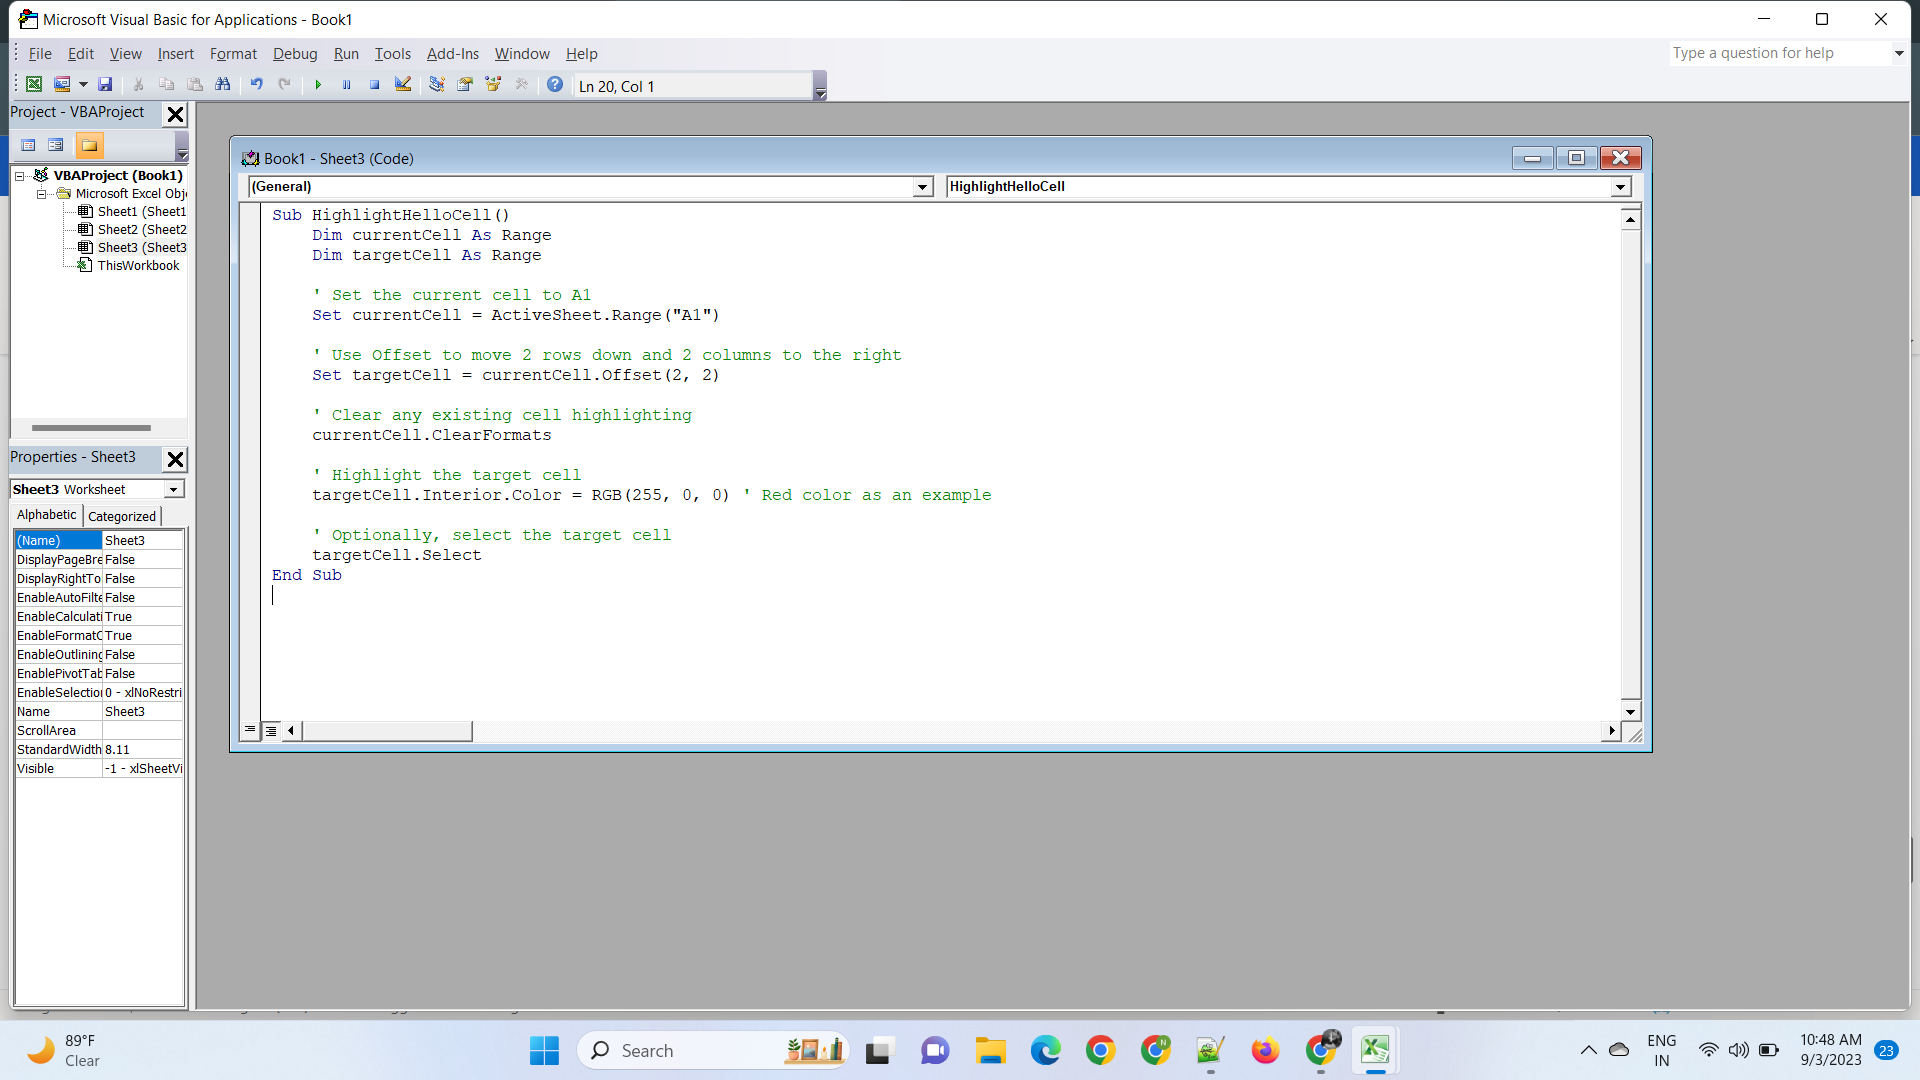 Microsoft Visual Basic for Applications - Book1
File Edit View Insert Format Debug Run Tools Add-Ins Window Help
Type a question for help
Ln 20, Col 1
Project - VBAProject
VBAProject (Book1)
Microsoft Excel Obj
Sheet1 (Sheet1
Sheet2 (Sheet2
Sheet3 (Sheet3
ThisWorkbook
Properties - Sheet3
Sheet3 Worksheet
Alphabetic Categorized
(Name) Sheet3
DisplayPageBre False
DisplayRightTo False
EnableAutoFilte False
EnableCalculati True
EnableFormatC True
EnableOutlining False
EnablePivotTab False
EnableSelection 0 - xlNoRestri
Name Sheet3
ScrollArea
StandardWidth 8.11
Visible -1 - xlSheetVi
Book1 - Sheet3 (Code)
(General) HighlightHelloCell
Sub HighlightHelloCell()
    Dim currentCell As Range
    Dim targetCell As Range
    ' Set the current cell to A1
    Set currentCell = ActiveSheet.Range("A1")
    ' Use Offset to move 2 rows down and 2 columns to the right
    Set targetCell = currentCell.Offset(2, 2)
    ' Clear any existing cell highlighting
    currentCell.ClearFormats
    ' Highlight the target cell
    targetCell.Interior.Color = RGB(255, 0, 0) ' Red color as an example
    ' Optionally, select the target cell
    targetCell.Select
End Sub
89°F
Clear
Search
N
ENG
IN
10:48 AM
9/3/2023
23